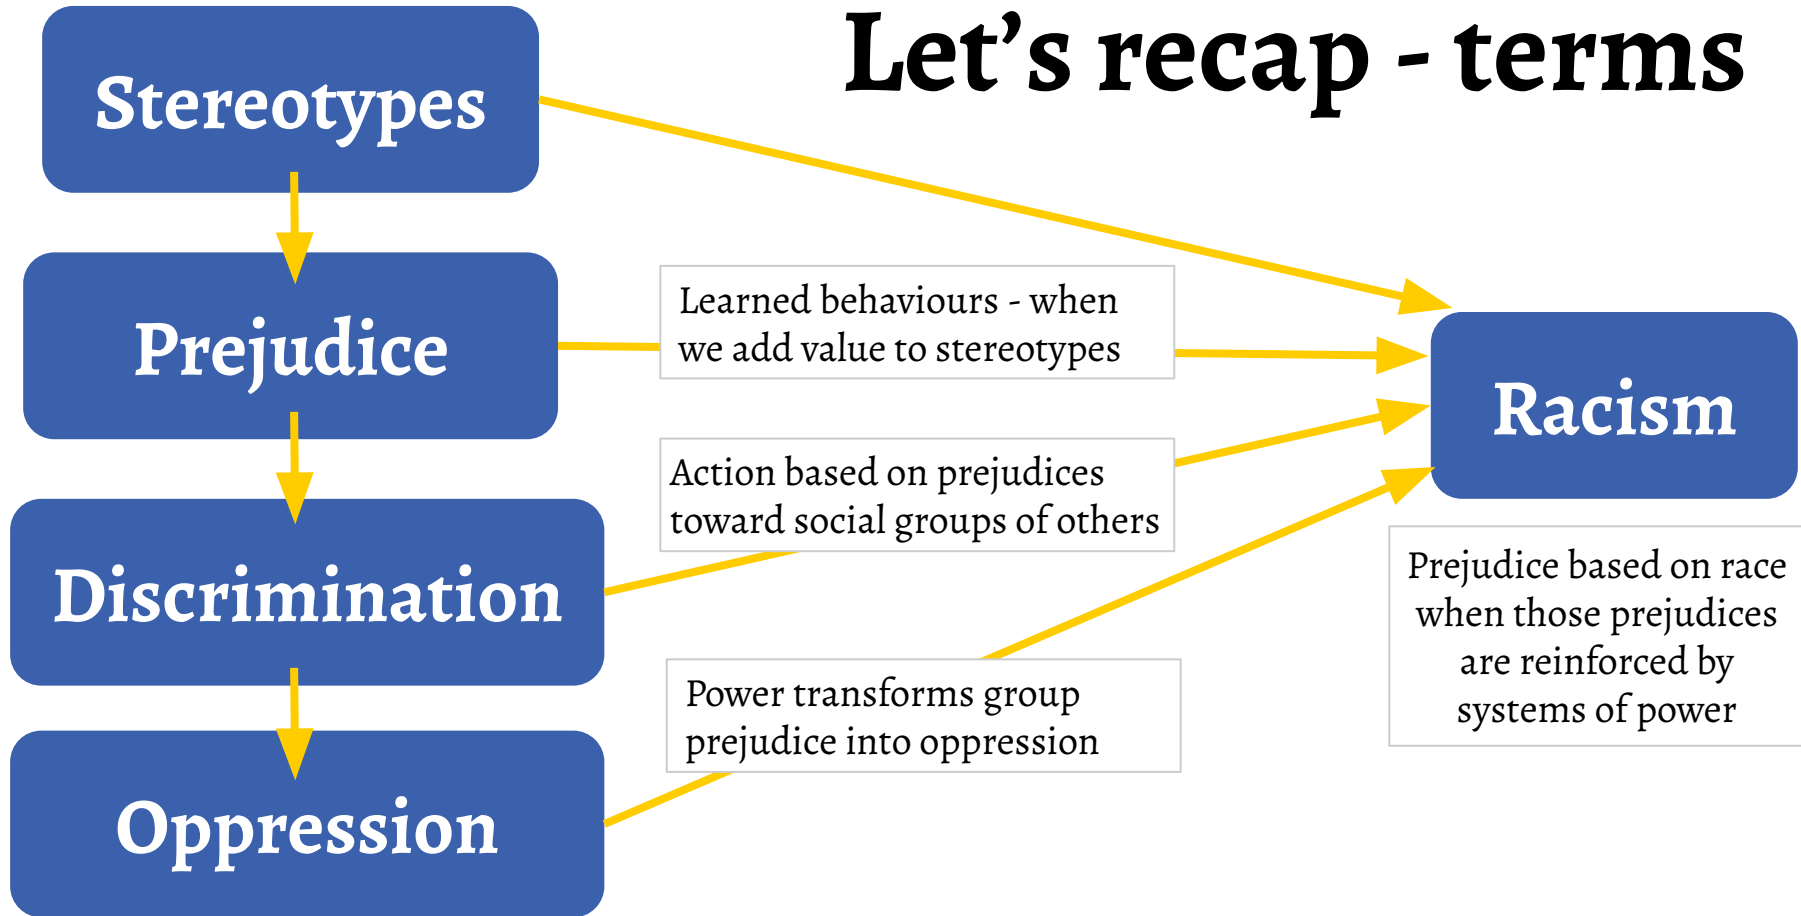 Let’s recap - terms
Stereotypes
Prejudice
Learned behaviours - when
we add value to stereotypes
Racism
Action based on prejudices
toward social groups of others
Discrimination
Prejudice based on race
when those prejudices
are reinforced by
systems of power
Power transforms group
prejudice into oppression
Oppression